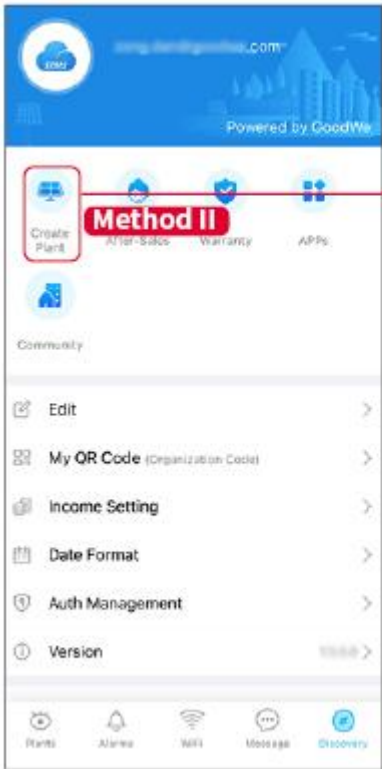 .com
Powered by GoodWe
Create
Plant
Method II
After-Sales
Warranty
APPs
Community
Edit
My QR Code (Organization Code)
Income Setting
Date Format
Auth Management
Version
Plants
Alarms
WiFi
Message
Discovery